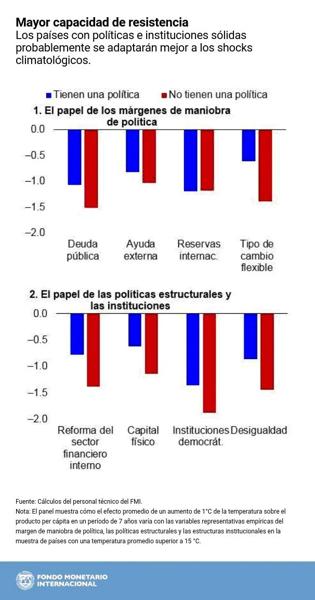 Mayor capacidad de resistencia
Los países con políticas e instituciones sólidas
probablemente se adaptarán mejor a los shocks
climatológicos.
Tienen una política No tienen una política
1. El papel de los márgenes de maniobra
de política
0.0
−0.5
−1.0
−1.5
−2.0
Deuda pública
Ayuda externa
Reservas internac.
Tipo de cambio flexible
2. El papel de las políticas estructurales y
las instituciones
0.0
−0.5
−1.0
−1.5
−2.0
Reforma del sector financiero interno
Capital físico
Instituciones demócrát.
Desigualdad
Fuente: Cálculos del personal técnico del FMI.
Nota: El panel muestra cómo el efecto promedio de un aumento de 1°C de la temperatura sobre el
producto per cápita en un período de 7 años varía con las variables representativas empíricas del
margen de maniobra de política, las políticas estructurales y las estructuras institucionales en la
muestra de países con una temperatura promedio superior a 15 °C.
FONDO MONETARIO
INTERNACIONAL